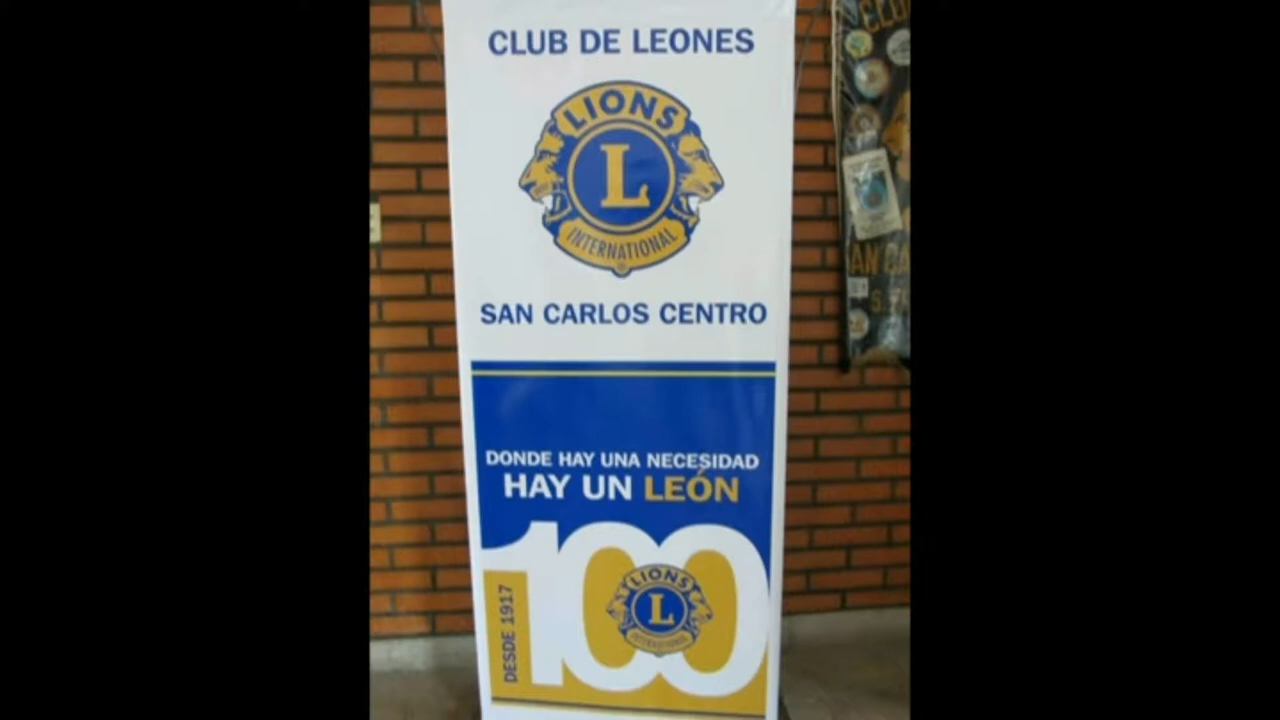 CLUB DE LEONES
LIONS
L
INTERNATIONAL
SAN CARLOS CENTRO
DONDE HAY UNA NECESIDAD
HAY UN LEÓN
100
LIONS
L
INTERNATIONAL
DESDE 1917